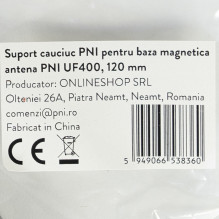 Suport cauciuc PNI pentru baza magnetica
antena PNI UF400, 120 mm
Producator: ONLINESHOP SRL
Olteniei 26A, Piatra Neamt, Neamt, Romania
comenzi@pni.ro
Fabricat in China
CE
5 949066 538360